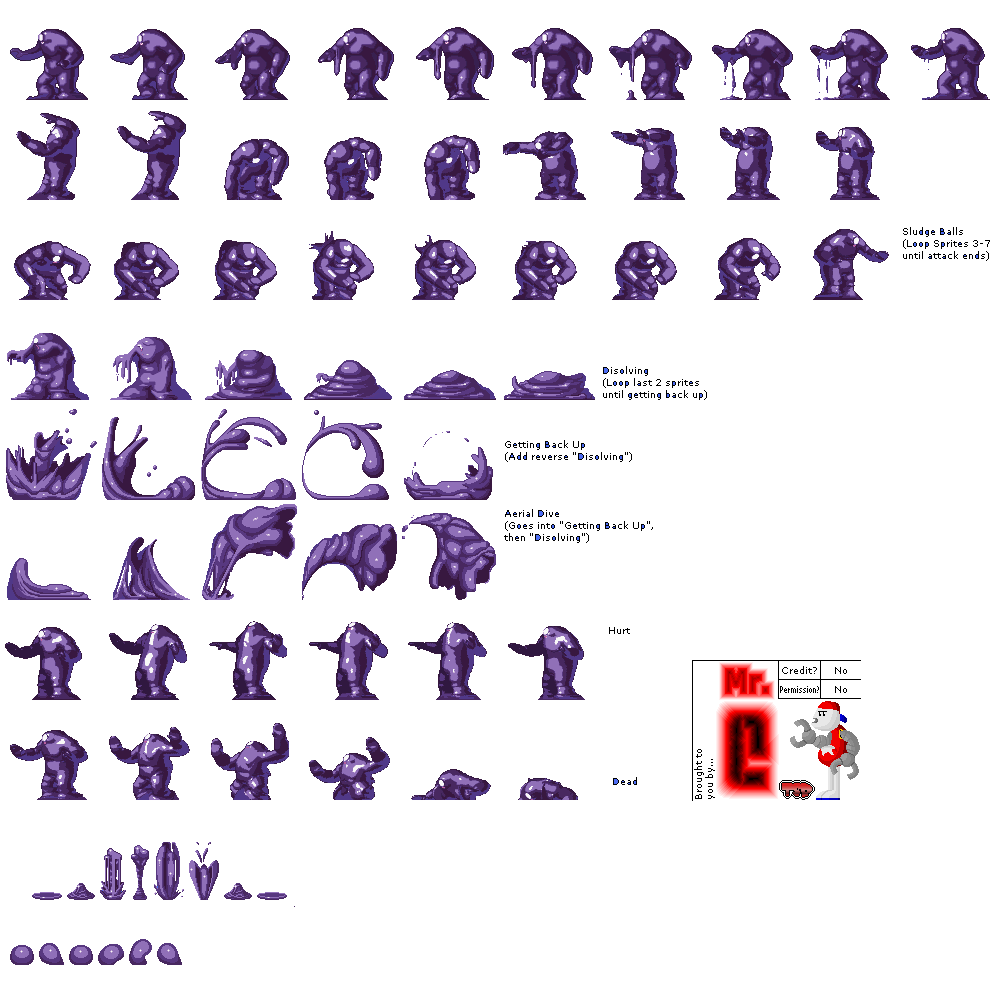 Sludge Balls
(Loop Sprites 3-7
until attack ends)
Disolving
(Loop last 2 sprites
until getting back up)
Getting Back Up
(Add reverse "Disolving")
Aerial Dive
(Goes into "Getting Back Up",
then "Disolving")
Hurt
Mr.
C
Credit? No
Permission? No
Brought to
you by...
Dead